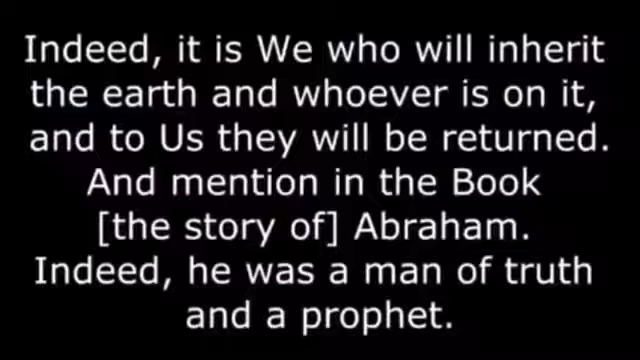 Indeed, it is We who will inherit
the earth and whoever is on it,
and to Us they will be returned.
And mention in the Book
[the story of] Abraham.
Indeed, he was a man of truth
and a prophet.